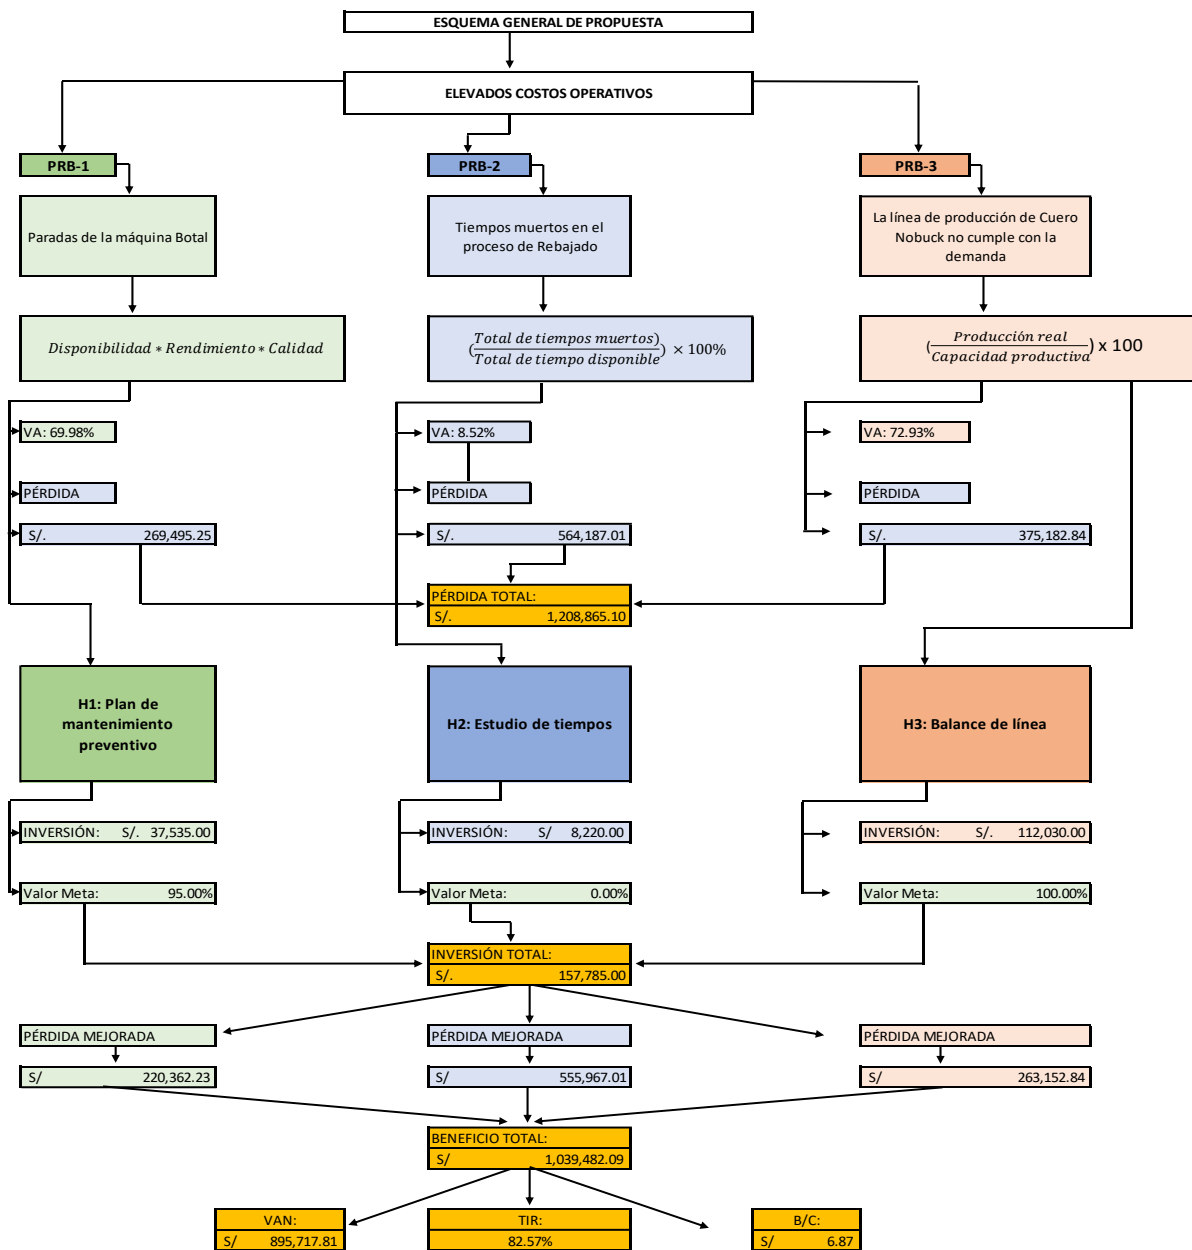 ESQUEMA GENERAL DE PROPUESTA
ELEVADOS COSTOS OPERATIVOS
PRB-1
PRB-2
PRB-3
Paradas de la máquina Botal
Tiempos muertos en el
proceso de Rebajado
La línea de producción de Cuero
Nobuck no cumple con la
demanda
Disponibilidad * Rendimiento * Calidad
(Total de tiempos muertos)
Total de tiempo disponible) × 100%
(Producción real
Capacidad productiva) x 100
VA: 69.98%
VA: 8.52%
VA: 72.93%
PÉRDIDA
PÉRDIDA
PÉRDIDA
S/. 269,495.25
S/. 564,187.01
S/. 375,182.84
PÉRDIDA TOTAL:
S/. 1,208,865.10
H1: Plan de
mantenimiento
preventivo
H2: Estudio de tiempos
H3: Balance de línea
INVERSIÓN: S/. 37,535.00
INVERSIÓN: S/ 8,220.00
INVERSIÓN: S/. 112,030.00
Valor Meta: 95.00%
Valor Meta: 0.00%
Valor Meta: 100.00%
INVERSIÓN TOTAL:
S/. 157,785.00
PÉRDIDA MEJORADA
PÉRDIDA MEJORADA
PÉRDIDA MEJORADA
S/ 220,362.23
S/ 555,967.01
S/ 263,152.84
BENEFICIO TOTAL:
S/ 1,039,482.09
VAN:
S/ 895,717.81
TIR:
82.57%
B/C:
S/ 6.87